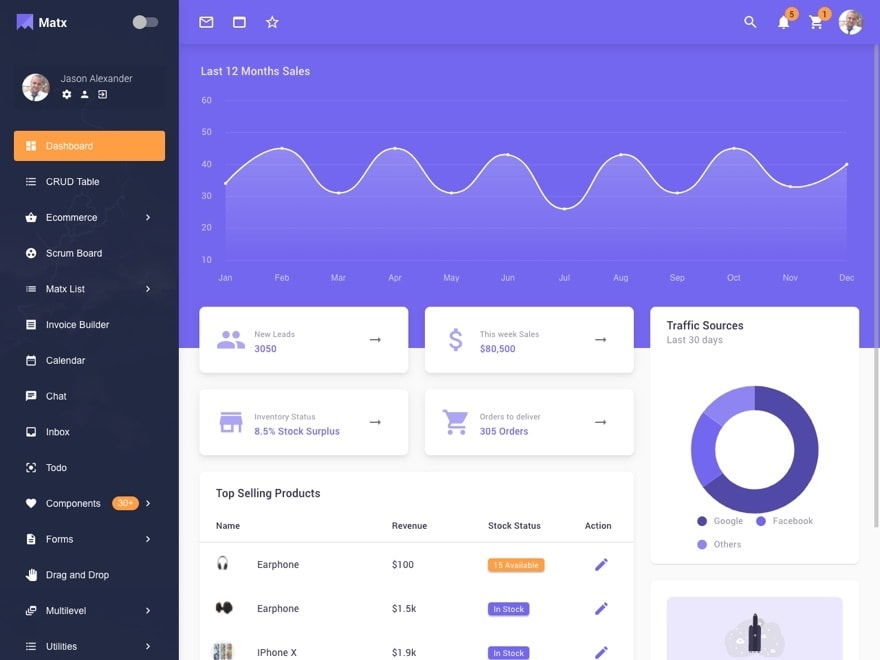 Matx
5
1
Jason Alexander
Dashboard
CRUD Table
Ecommerce
Scrum Board
Matx List
Invoice Builder
Calendar
Chat
Inbox
Todo
Components 30+
Forms
Drag and Drop
Multilevel
Utilities
Last 12 Months Sales
60
50
40
30
20
10
Jan Feb Mar Apr May Jun Jul Aug Sep Oct Nov Dec
New Leads
3050
This week Sales
$80,500
Inventory Status
8.5% Stock Surplus
Orders to deliver
305 Orders
Traffic Sources
Last 30 days
Google Facebook
Others
Top Selling Products
Name Revenue Stock Status Action
Earphone $100 15 Available
Earphone $1.5k In Stock
IPhone X $1.9k In Stock